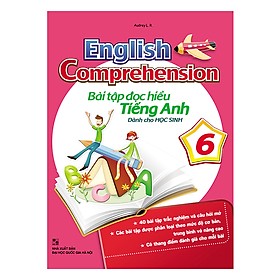 Audrey L. X
English
Comprehension
Bài tập đọc hiểu
Tiếng Anh
Dành cho HỌC SINH
6
B
C
A
40 bài tập trắc nghiệm và câu hỏi mở
Các bài tập được phân loại theo mức độ cơ bản,
trung bình và nâng cao
Có thang điểm đánh giá cho mỗi bài
NHÀ XUẤT BẢN
ĐẠI HỌC QUỐC GIA HÀ NỘI